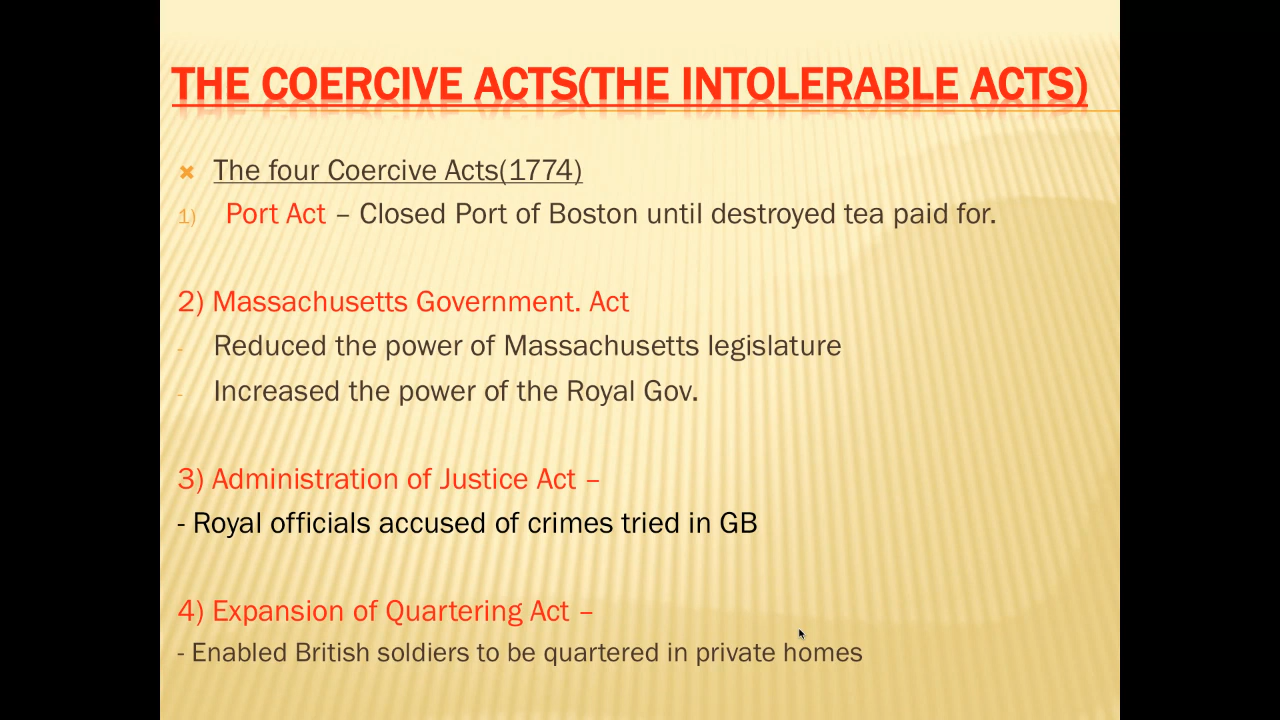 THE COERCIVE ACTS(THE INTOLERABLE ACTS)
The four Coercive Acts(1774)
1) Port Act – Closed Port of Boston until destroyed tea paid for.
2) Massachusetts Government. Act
- Reduced the power of Massachusetts legislature
- Increased the power of the Royal Gov.
3) Administration of Justice Act –
- Royal officials accused of crimes tried in GB
4) Expansion of Quartering Act –
- Enabled British soldiers to be quartered in private homes